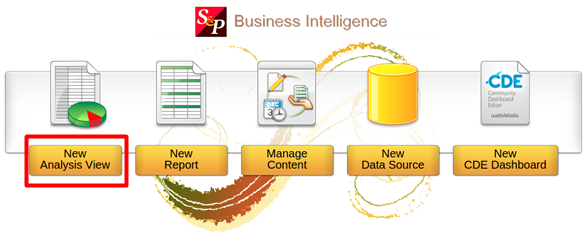 S&P Business Intelligence
CDE
Community
Dashboard
Editor
webdetails
3
New
Analysis View
New
Report
Manage
Content
New
Data Source
New
CDE Dashboard